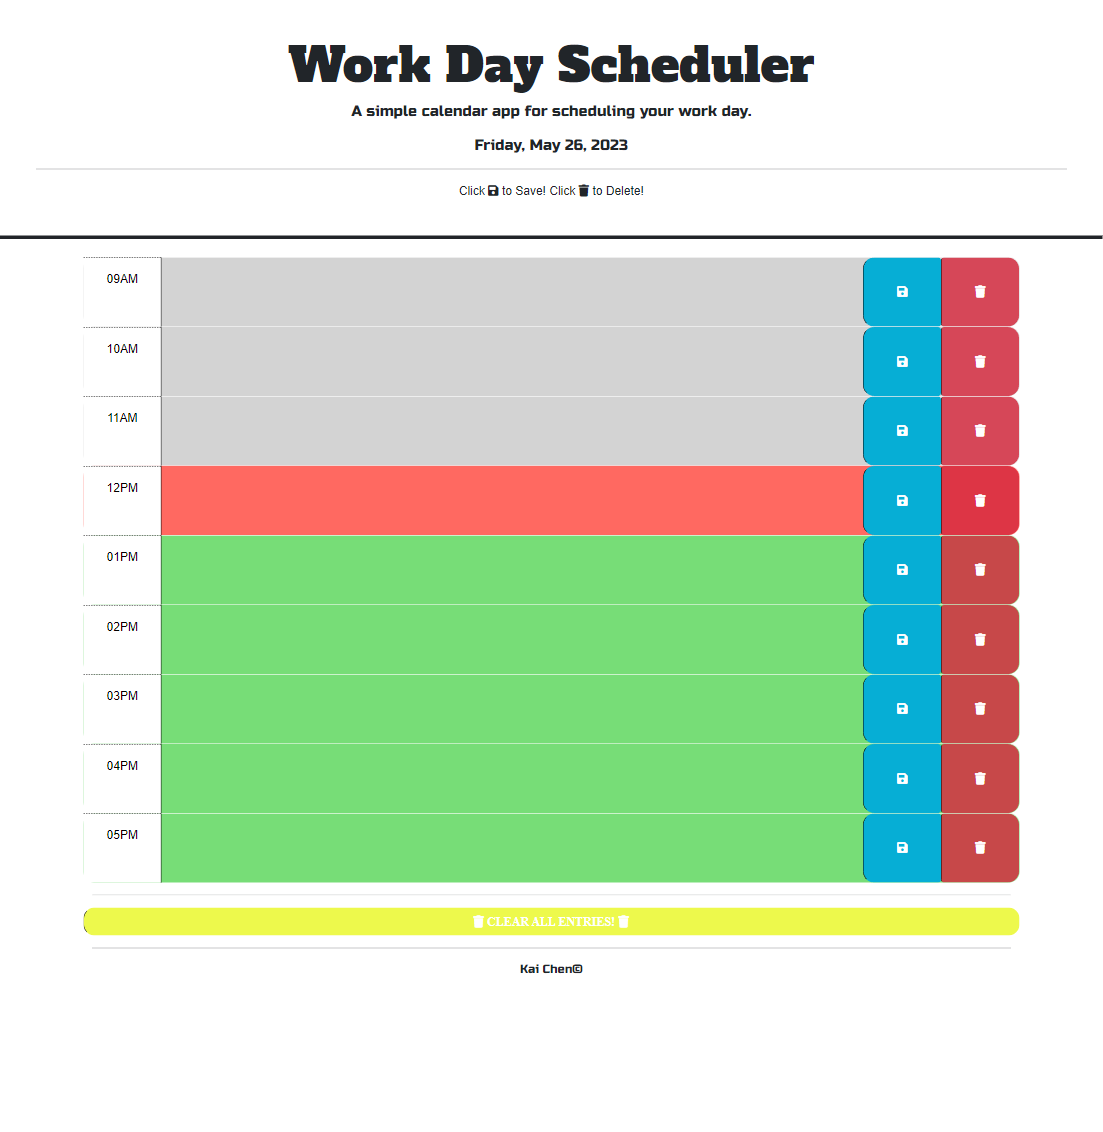 Work Day Scheduler
A simple calendar app for scheduling your work day.
Friday, May 26, 2023
Click to Save! Click to Delete!
09AM
10AM
11AM
12PM
01PM
02PM
03PM
04PM
05PM
CLEAR ALL ENTRIES!
Kai Chen©